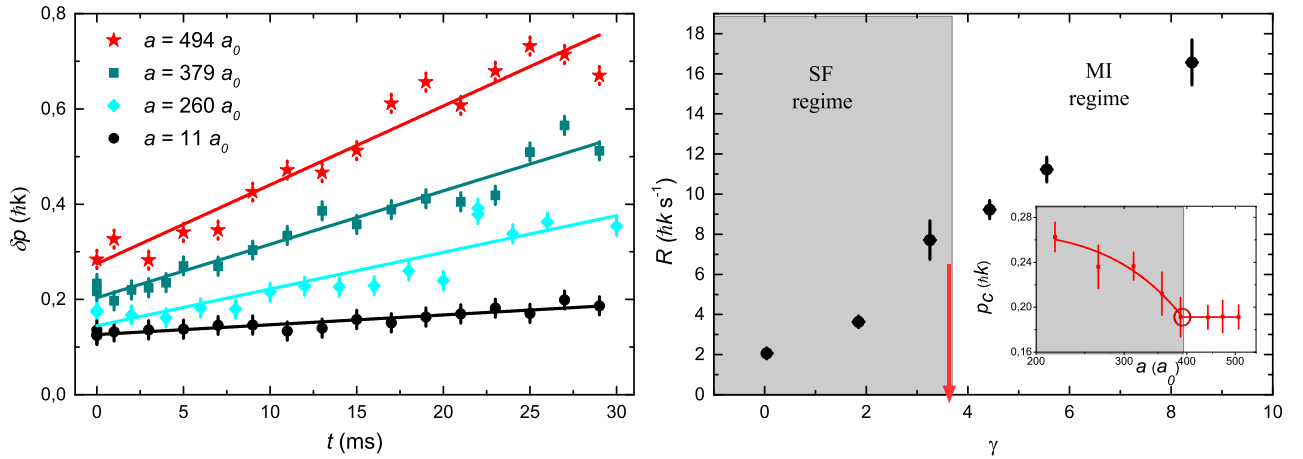 0,8
0,6
0,4
0,2
0,0
δp (ħk)
a = 494 a0
a = 379 a0
a = 260 a0
a = 11 a0
0 5 10 15 20 25 30
t (ms)
18
16
14
12
10
8
6
4
2
0
R (ħk s-1)
SF
regime
MI
regime
0 2 4 6 8 10
γ
0,28
0,24
0,20
0,16
pc (ħk)
200 300 400 500
a (a0)